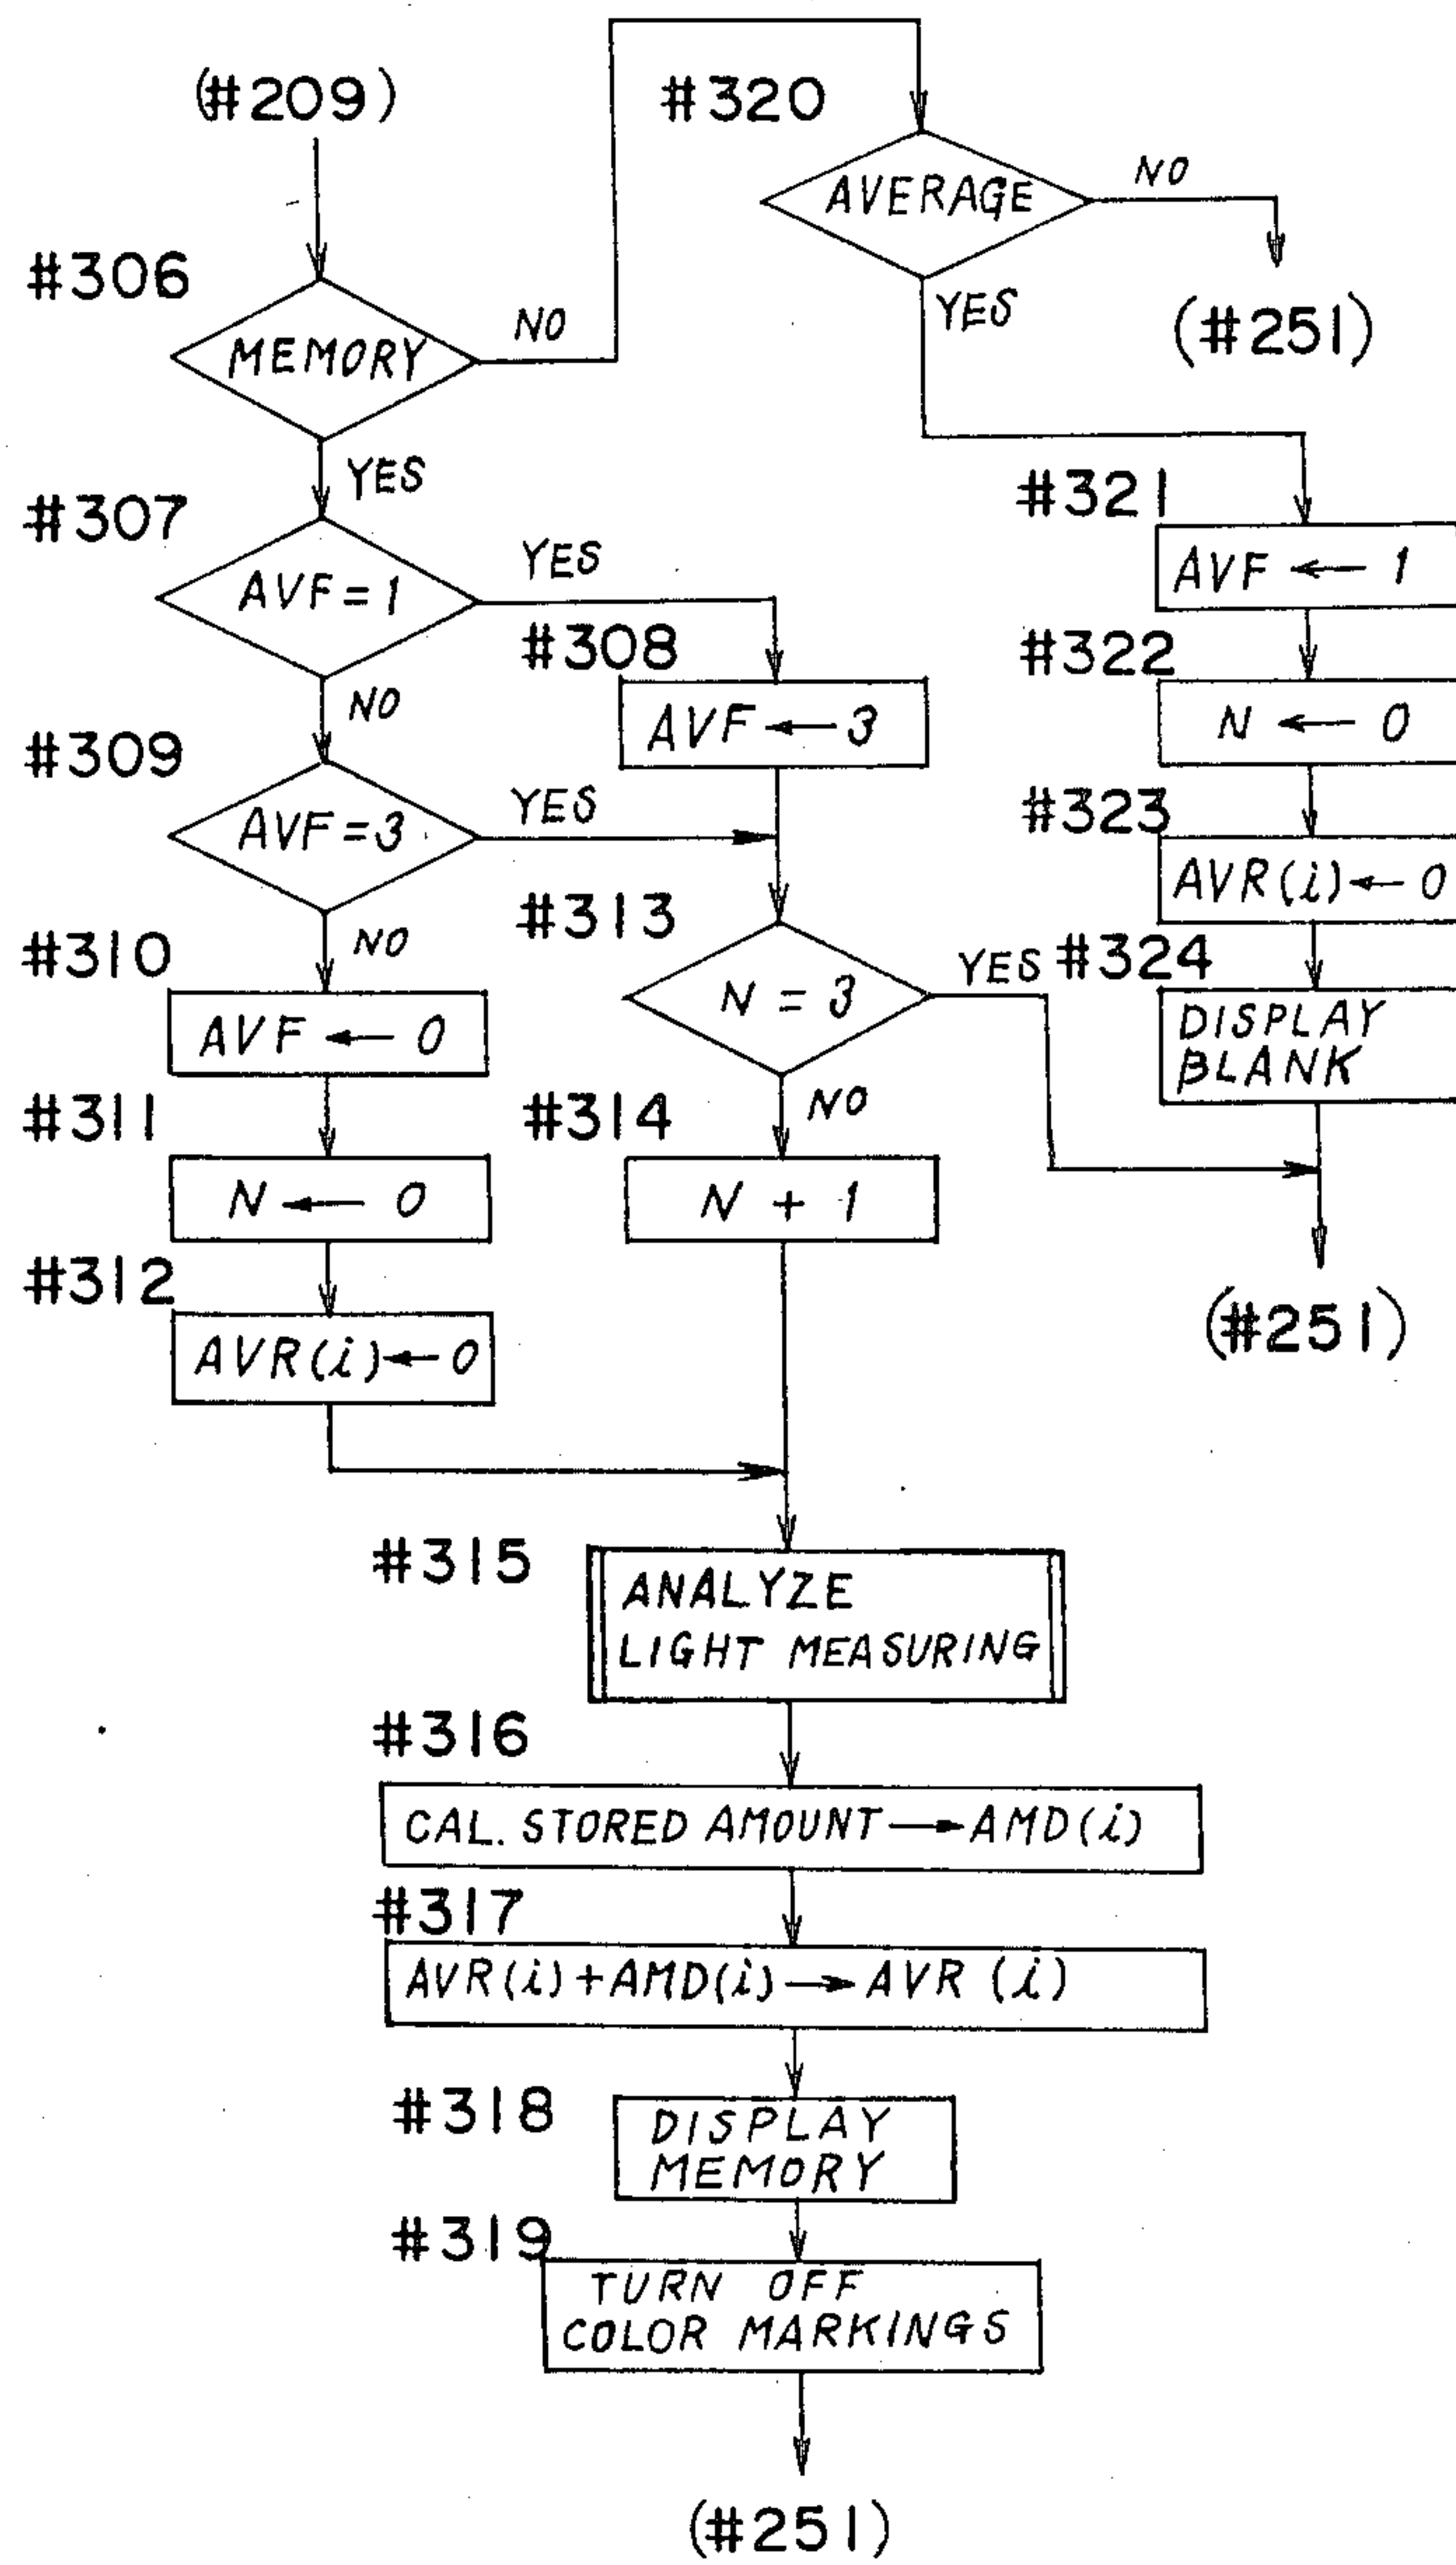 (#209)
#306
MEMORY
NO
YES
#307
AVF = 1
YES
NO
#308
AVF ← 3
#309
AVF = 3
YES
NO
#310
AVF ← 0
#311
N ← 0
#312
AVR(i) ← 0
#313
N = 3
YES
NO
#314
N + 1
#315
ANALYZE
LIGHT MEASURING
#316
CAL. STORED AMOUNT → AMD(i)
#317
AVR(i) + AMD(i) → AVR (i)
#318
DISPLAY
MEMORY
#319
TURN OFF
COLOR MARKINGS
(#251)
#320
AVERAGE
NO
(#251)
YES
#321
AVF ← 1
#322
N ← 0
#323
AVR(i) ← 0
#324
DISPLAY
BLANK
(#251)